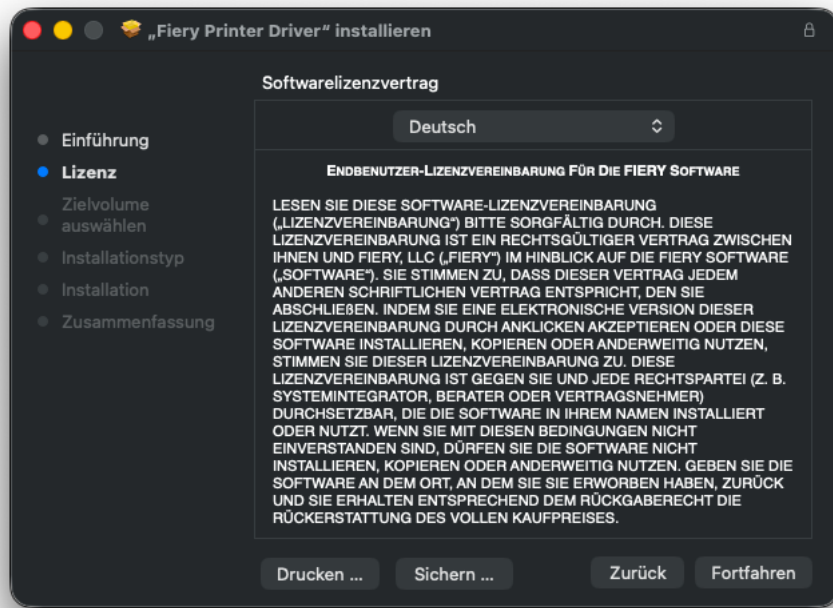 „Fiery Printer Driver“ installieren
Softwarelizenzvertrag
Einführung
Lizenz
Zielvolume
auswählen
Installationstyp
Installation
Zusammenfassung
Deutsch
ENDBENUTZER-LIZENZVEREINBARUNG FÜR DIE FIERY SOFTWARE
LESEN SIE DIESE SOFTWARE-LIZENZVEREINBARUNG
(„LIZENZVEREINBARUNG“) BITTE SORGFÄLTIG DURCH. DIESE
LIZENZVEREINBARUNG IST EIN RECHTSGÜLTIGER VERTRAG ZWISCHEN
IHNEN UND FIERY, LLC („FIERY“) IM HINBLICK AUF DIE FIERY SOFTWARE
(„SOFTWARE“). SIE STIMMEN ZU, DASS DIESER VERTRAG JEDEM
ANDEREN SCHRIFTLICHEN VERTRAG ENTSPRICHT, DEN SIE
ABSCHLIEßEN. INDEM SIE EINE ELEKTRONISCHE VERSION DIESER
LIZENZVEREINBARUNG DURCH ANKLICKEN AKZEPTIEREN ODER DIESE
SOFTWARE INSTALLIEREN, KOPIEREN ODER ANDERWEITIG NUTZEN,
STIMMEN SIE DIESER LIZENZVEREINBARUNG ZU. DIESE
LIZENZVEREINBARUNG IST GEGEN SIE UND JEDE RECHTSPARTEI (Z. B.
SYSTEMINTEGRATOR, BERATER ODER VERTRAGSNEHMER)
DURCHSETZBAR, DIE DIE SOFTWARE IN IHREM NAMEN INSTALLIERT
ODER NUTZT. WENN SIE MIT DIESEN BEDINGUNGEN NICHT
EINVERSTANDEN SIND, DÜRFEN SIE DIE SOFTWARE NICHT
INSTALLIEREN, KOPIEREN ODER ANDERWEITIG NUTZEN. GEBEN SIE DIE
SOFTWARE AN DEM ORT, AN DEM SIE SIE ERWORBEN HABEN, ZURÜCK
UND SIE ERHALTEN ENTSPRECHEND DEM RÜCKGABERECHT DIE
RÜCKERSTATTUNG DES VOLLEN KAUFPREISES.
Drucken ...
Sichern ...
Zurück
Fortfahren